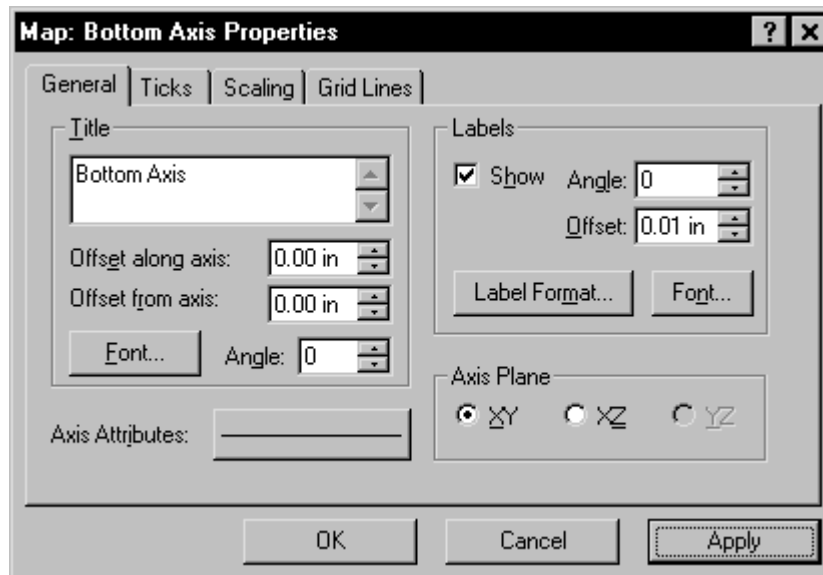 Map: Bottom Axis Properties
General Ticks Scaling Grid Lines
Title
Bottom Axis
Offset along axis: 0.00 in
Offset from axis: 0.00 in
Font... Angle: 0
Axis Attributes:
Labels
Show Angle: 0
Offset: 0.01 in
Label Format... Font...
Axis Plane
XY XZ YZ
OK Cancel Apply